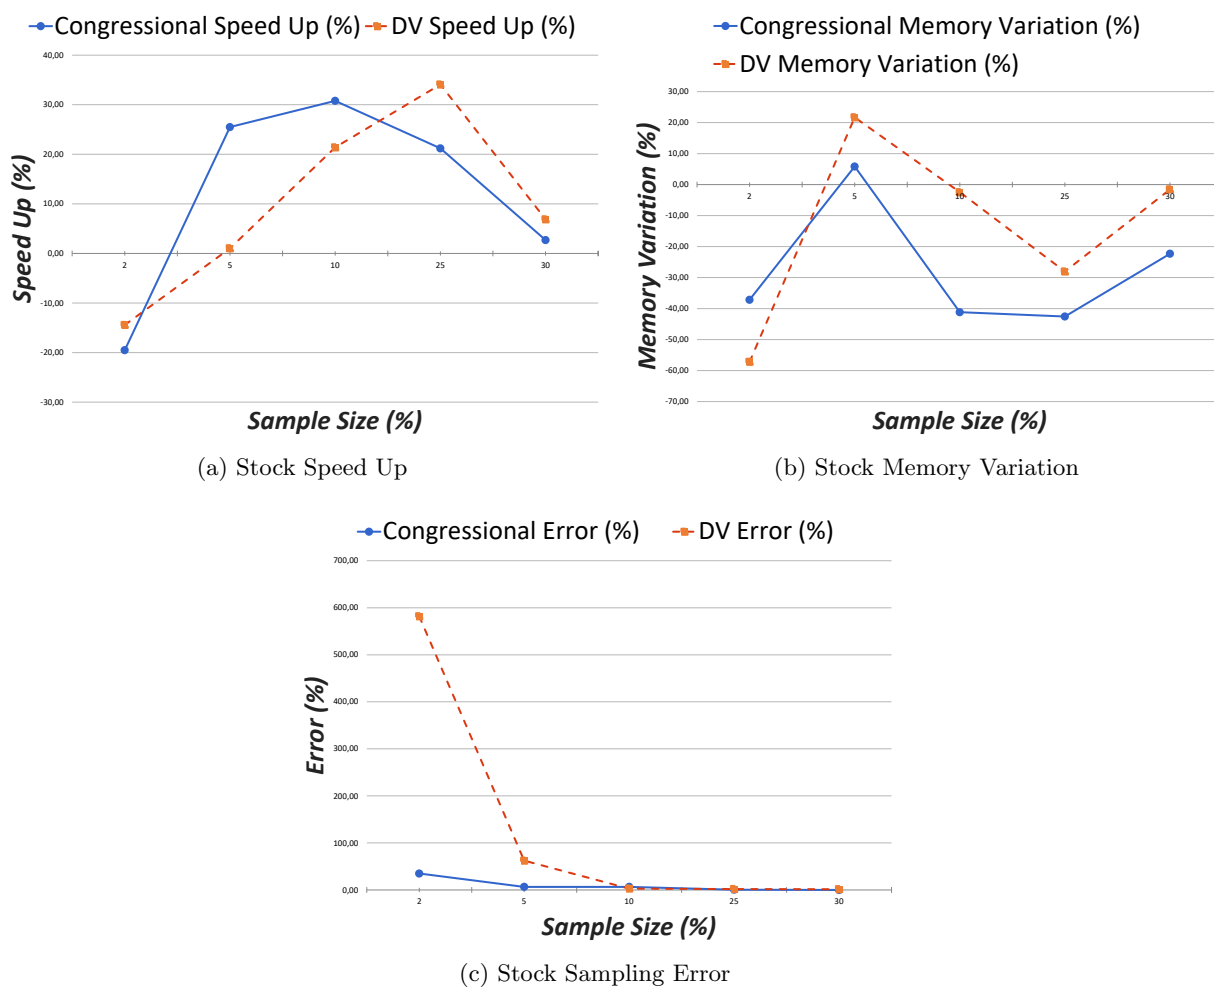 Congressional Speed Up (%) DV Speed Up (%)
40,00
30,00
20,00
10,00
0,00
-10,00
-20,00
-30,00
2 5 10 25 30
Speed Up (%)
Sample Size (%)
(a) Stock Speed Up
Congressional Memory Variation (%)
DV Memory Variation (%)
30,00
20,00
10,00
0,00
-10,00
-20,00
-30,00
-40,00
-50,00
-60,00
-70,00
2 5 10 25 30
Memory Variation (%)
Sample Size (%)
(b) Stock Memory Variation
Congressional Error (%) DV Error (%)
700,00
600,00
500,00
400,00
300,00
200,00
100,00
0,00
2 5 10 25 30
Error (%)
Sample Size (%)
(c) Stock Sampling Error